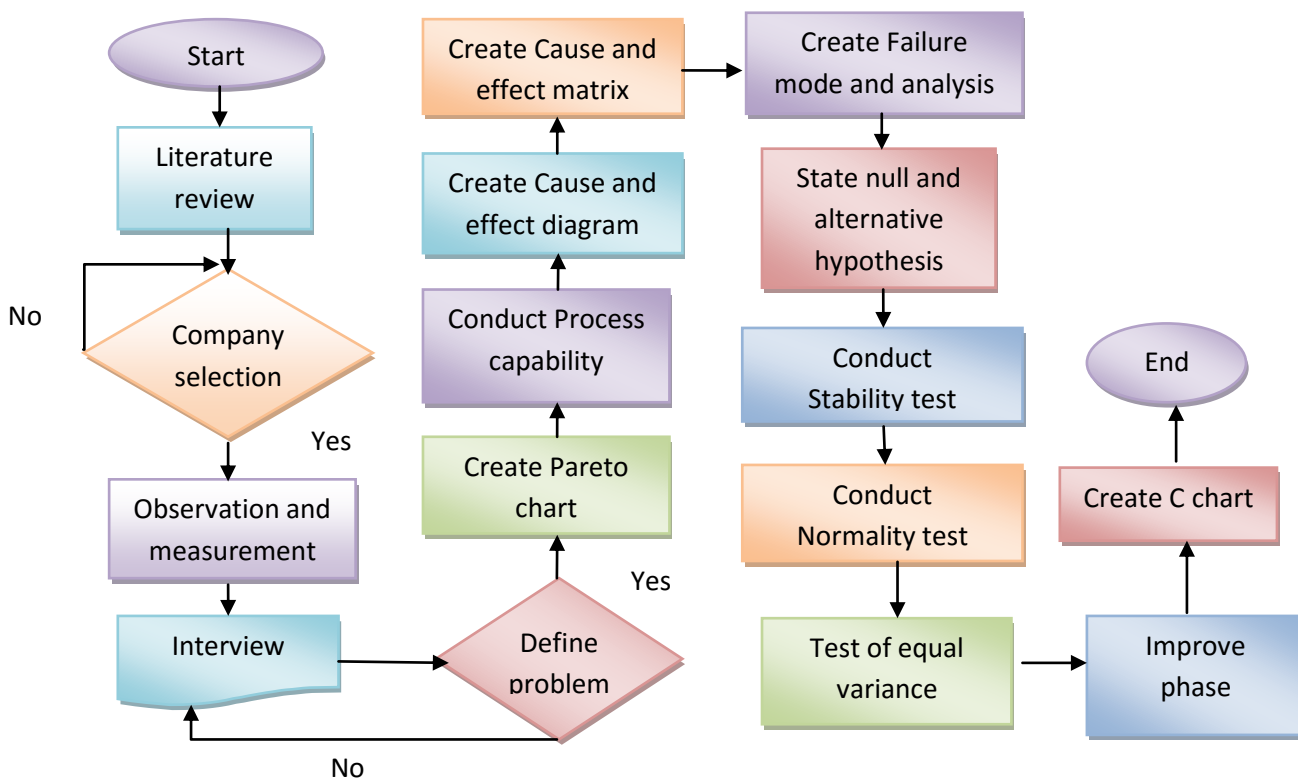 Start
Literature
review
No
Company
selection
Yes
Observation and
measurement
Interview
No
Define
problem
Yes
Create Pareto
chart
Conduct Process
capability
Create Cause and
effect diagram
Create Cause and
effect matrix
Create Failure
mode and analysis
State null and
alternative
hypothesis
Conduct
Stability test
Conduct
Normality test
Test of equal
variance
Improve
phase
Create C chart
End